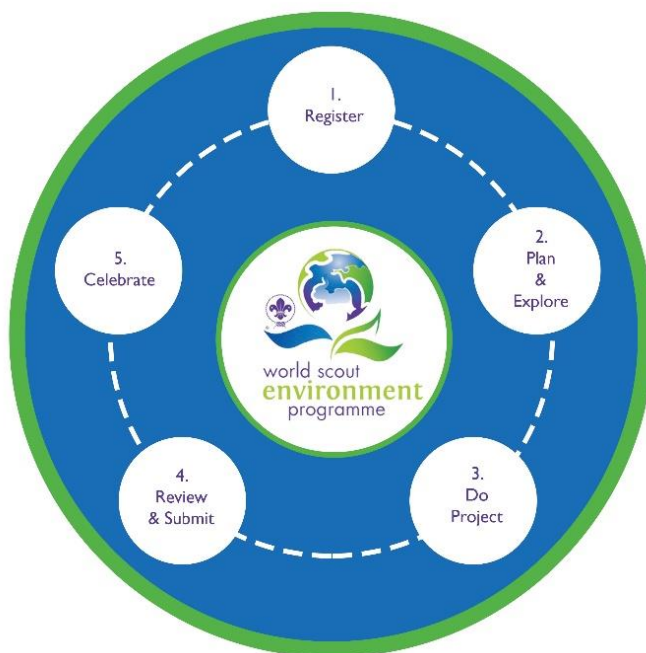 1.
Register
2.
Plan
&
Explore
3.
Do
Project
4.
Review
& Submit
5.
Celebrate
world scout
environment
programme